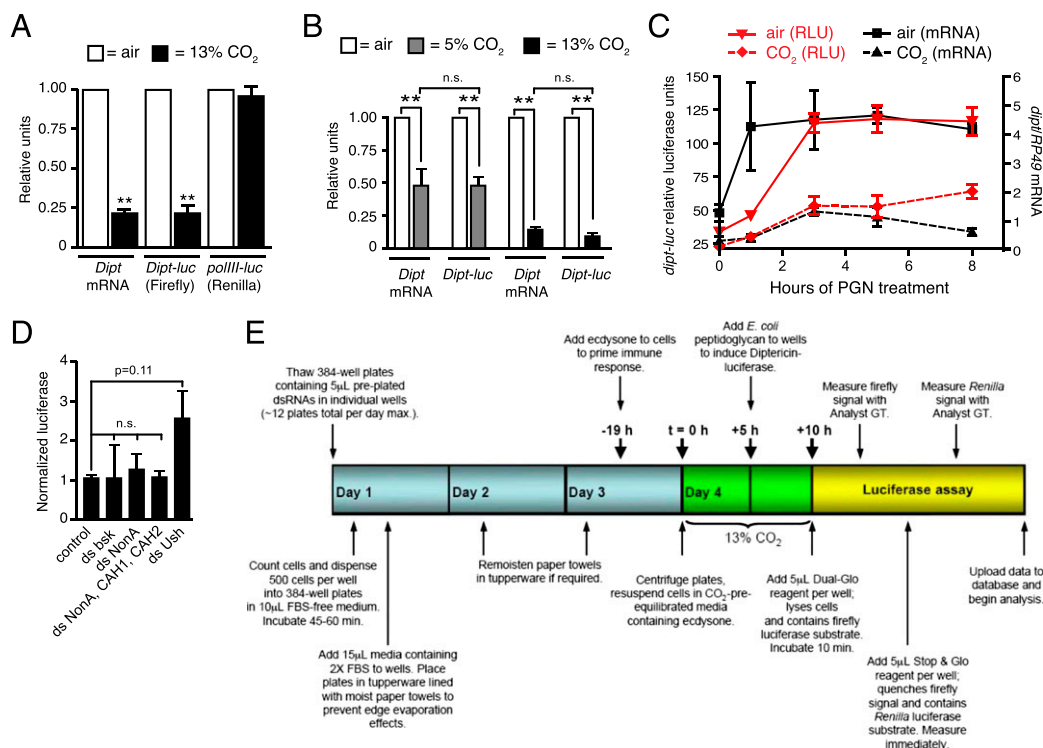 A
= air
= 13% CO2
Relative units
1.00
0.75
0.50
0.25
0
**
**
Dipt
mRNA
Dipt-luc
(Firefly)
polIII-luc
(Renilla)
B
= air
= 5% CO2
= 13% CO2
n.s.
n.s.
**
**
**
**
Relative units
1.00
0.75
0.50
0.25
0
Dipt
mRNA
Dipt-luc
Dipt
mRNA
Dipt-luc
C
air (RLU)
air (mRNA)
CO2 (RLU)
CO2 (mRNA)
dipt-luc relative luciferase units
150
125
100
75
50
25
6
5
4
3
2
1
0
dipt/RP49 mRNA
0
2
4
6
8
Hours of PGN treatment
D
Normalized luciferase
4
3
2
1
0
p=0.11
n.s.
control
ds bsk
ds NonA
ds NonA, CAH1, CAH2
ds Ush
E
Thaw 384-well plates
containing 5µL pre-plated
dsRNAs in individual wells
(~12 plates total per day max.).
Add ecdysone to cells
to prime immune
response.
Add E. coli
peptidoglycan to wells
to induce Diptericin-
luciferase.
Measure firefly
signal with
Analyst GT.
Measure Renilla
signal with
Analyst GT.
-19 h
t = 0 h
+5 h
+10 h
Day 1
Day 2
Day 3
Day 4
Luciferase assay
13% CO2
Count cells and dispense
500 cells per well
into 384-well plates
in 10µL FBS-free medium.
Incubate 45-60 min.
Add 15µL media containing
2X FBS to wells. Place
plates in tupperware lined
with moist paper towels to
prevent edge evaporation
effects.
Remoisten paper towels
in tupperware if required.
Centrifuge plates,
resuspend cells in CO2-pre-
equilibrated media
containing ecdysone.
Add 5µL Dual-Glo
reagent per well;
lyses cells
and contains firefly
luciferase substrate.
Incubate 10 min.
Add 5µL Stop & Glo
reagent per well;
quenches firefly
signal and contains
Renilla luciferase
substrate. Measure
immediately.
Upload data to
database and
begin analysis.